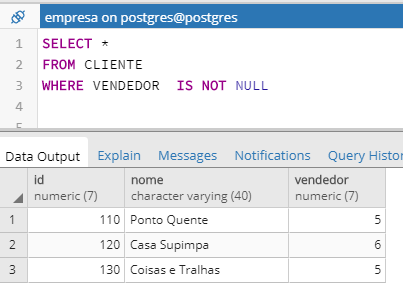 empresa on postgres@postgres
1 SELECT *
2 FROM CLIENTE
3 WHERE VENDEDOR  IS NOT NULL
4
5
Data Output Explain Messages Notifications Query Histor
id nome vendedor
numeric (7) character varying (40) numeric (7)
1 110 Ponto Quente 5
2 120 Casa Supimpa 6
3 130 Coisas e Tralhas 5